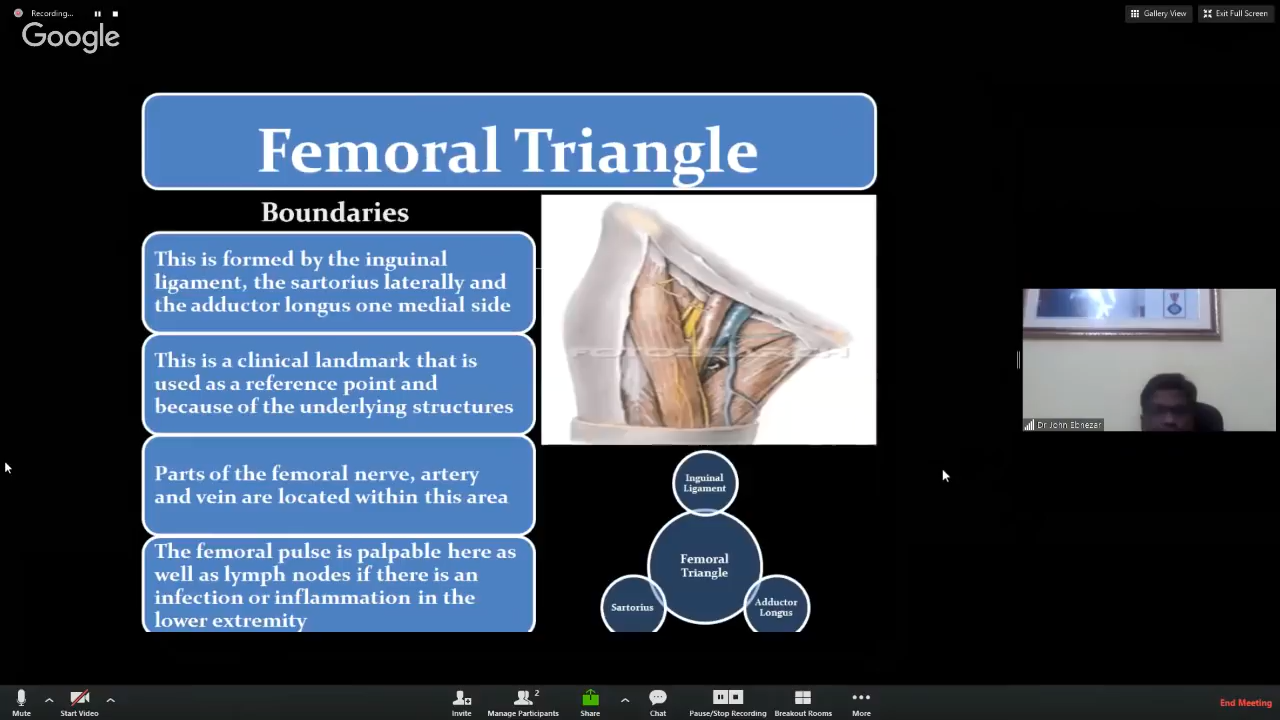 Recording...
Gallery View
Exit Full Screen
Google
Femoral Triangle
Boundaries
This is formed by the inguinal
ligament, the sartorius laterally and
the adductor longus one medial side
This is a clinical landmark that is
used as a reference point and
because of the underlying structures
Parts of the femoral nerve, artery
and vein are located within this area
The femoral pulse is palpable here as
well as lymph nodes if there is an
infection or inflammation in the
lower extremity
FOTOSEARCH
Inguinal
Ligament
Femoral
Triangle
Sartorius
Adductor
Longus
Dr John Ebnezar
Mute
Start Video
Invite
2
Manage Participants
Share
Chat
Pause/Stop Recording
Breakout Rooms
More
End Meeting